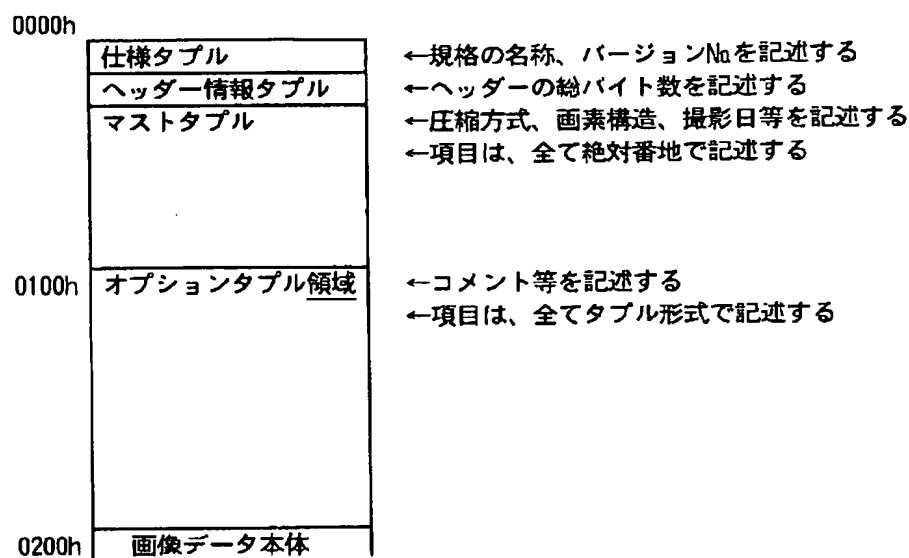 0000h
仕様タプル ←規格の名称、バージョン№を記述する
ヘッダー情報タプル ←ヘッダーの総バイト数を記述する
マストタプル ←圧縮方式、画素構造、撮影日等を記述する
←項目は、全て絶対番地で記述する
0100h オプションタプル領域 ←コメント等を記述する
←項目は、全てタプル形式で記述する
0200h 画像データ本体